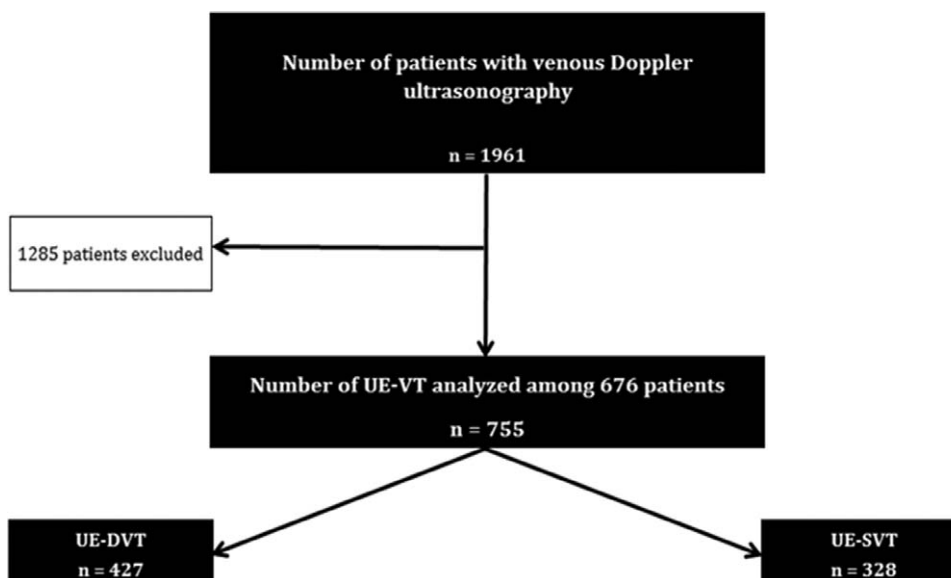 Number of patients with venous Doppler
ultrasonography
n = 1961
1285 patients excluded
Number of UE-VT analyzed among 676 patients
n = 755
UE-DVT
n = 427
UE-SVT
n = 328